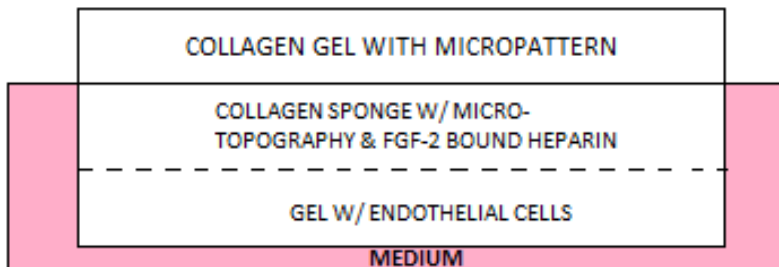 COLLAGEN GEL WITH MICROPATTERN
COLLAGEN SPONGE W/ MICRO-
TOPOGRAPHY & FGF-2 BOUND HEPARIN
GEL W/ ENDOTHELIAL CELLS
MEDIUM